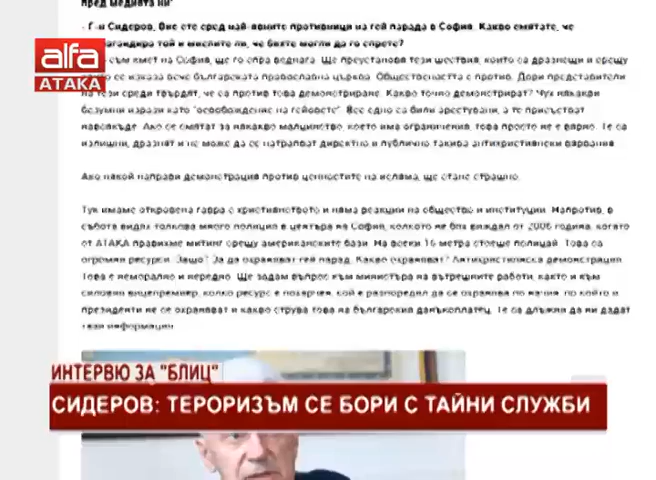 пред медията ни"
- Г-н Сидеров, Вие сте сред най-явните противници на гей парада в София. Какво смятате, че
пропагандира той и мислите ли, че бихте могли да го спрете?
съм кмет на София, ще го спра веднага. Ще преустановя тези шествия, които са дразнещи и срещу
се изказа вече българската православна църква. Обществеността е против. Дори представители
на тези среди твърдят, че са против това демонстриране. Какво точно демонстрират? Чух някакви
безумни изрази като "освобождение на гейовете". Все едно са били арестувани, а те присъстват
навсякъде. Ако се смятат за някакво малцинство, което има ограничения, това просто не е вярно. Те са
излишни, дразнят и не може да се натрапват директно и публично такива антихристиянски вярвания.
Ако някой направи демонстрация против ценностите на исляма, ще стане страшно.
Тук имаме откровена гавра с християнството и няма реакции на общество и институции. Напротив, в
събота видях толкова много полиция в центъра на София, колкото не бях виждал от 2006 година, когато
от АТАКА правихме митинг срещу американските бази. На всеки 16 метра стоеше полицай. Това са
огромен ресурси. Защо? За да охраняват гей парад. Какво охраняват? Антихристиянска демонстрация.
Това е неморално и нередно. Ще задам въпрос към министъра на вътрешните работи, както и към
силовия вицепремиер, колко ресурс е похарчен, кой е разпоредил да се охранява по начин, по който и
президенти не се охраняват и какво струва това на българския данъкоплатец. Те са длъжни да ни дадат
тази информация.
alfa
АТАКА
ИНТЕРВЮ ЗА "БЛИЦ"
СИДЕРОВ: ТЕРОРИЗЪМ СЕ БОРИ С ТАЙНИ СЛУЖБИ